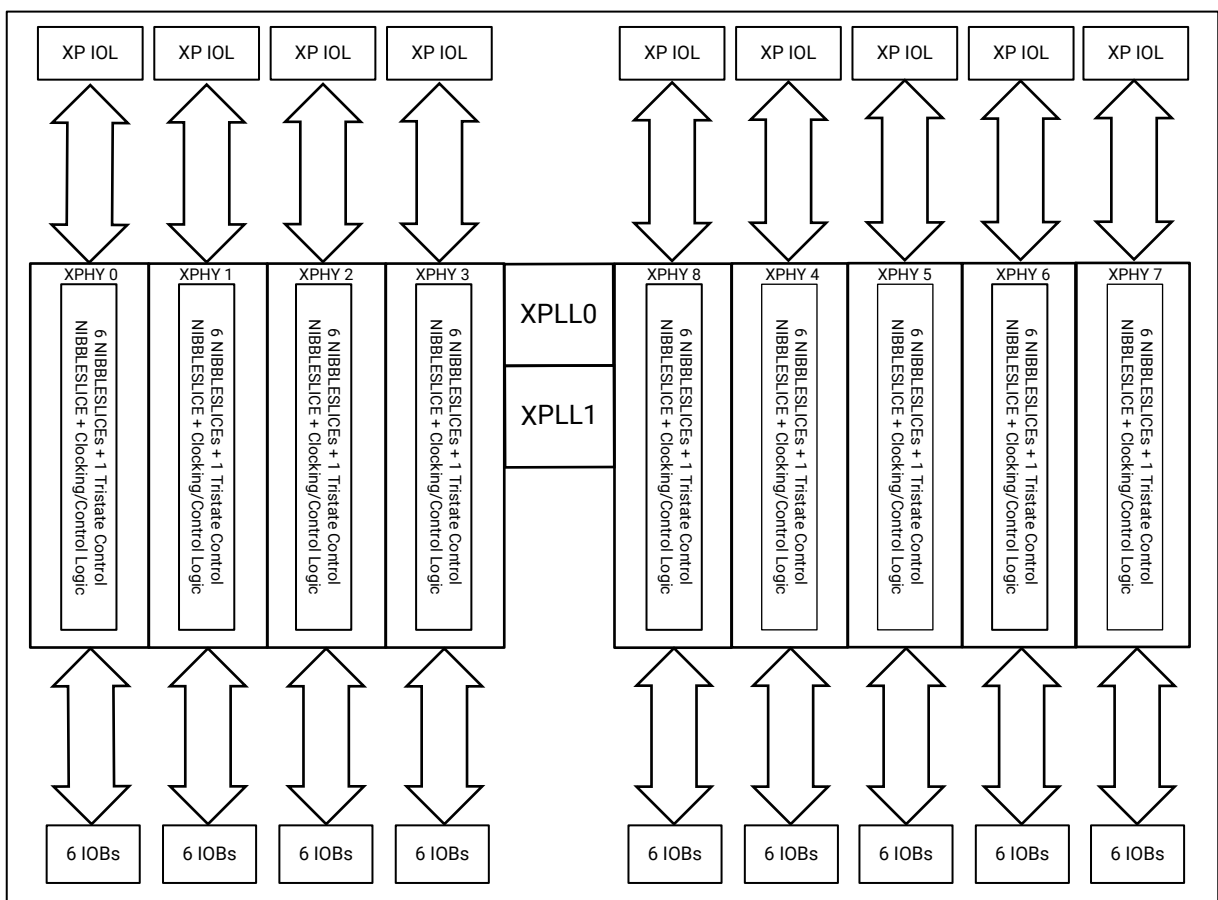 XP IOL
XP IOL
XP IOL
XP IOL
XP IOL
XP IOL
XP IOL
XP IOL
XP IOL
XPHY 0
XPHY 1
XPHY 2
XPHY 3
XPHY 8
XPHY 4
XPHY 5
XPHY 6
XPHY 7
6 NIBBLESLICEs + 1 Tristate Control
NIBBLESLICE + Clocking/Control Logic
6 NIBBLESLICEs + 1 Tristate Control
NIBBLESLICE + Clocking/Control Logic
6 NIBBLESLICEs + 1 Tristate Control
NIBBLESLICE + Clocking/Control Logic
6 NIBBLESLICEs + 1 Tristate Control
NIBBLESLICE + Clocking/Control Logic
XPLL0
XPLL1
6 NIBBLESLICEs + 1 Tristate Control
NIBBLESLICE + Clocking/Control Logic
6 NIBBLESLICEs + 1 Tristate Control
NIBBLESLICE + Clocking/Control Logic
6 NIBBLESLICEs + 1 Tristate Control
NIBBLESLICE + Clocking/Control Logic
6 NIBBLESLICEs + 1 Tristate Control
NIBBLESLICE + Clocking/Control Logic
6 NIBBLESLICEs + 1 Tristate Control
NIBBLESLICE + Clocking/Control Logic
6 IOBs
6 IOBs
6 IOBs
6 IOBs
6 IOBs
6 IOBs
6 IOBs
6 IOBs
6 IOBs